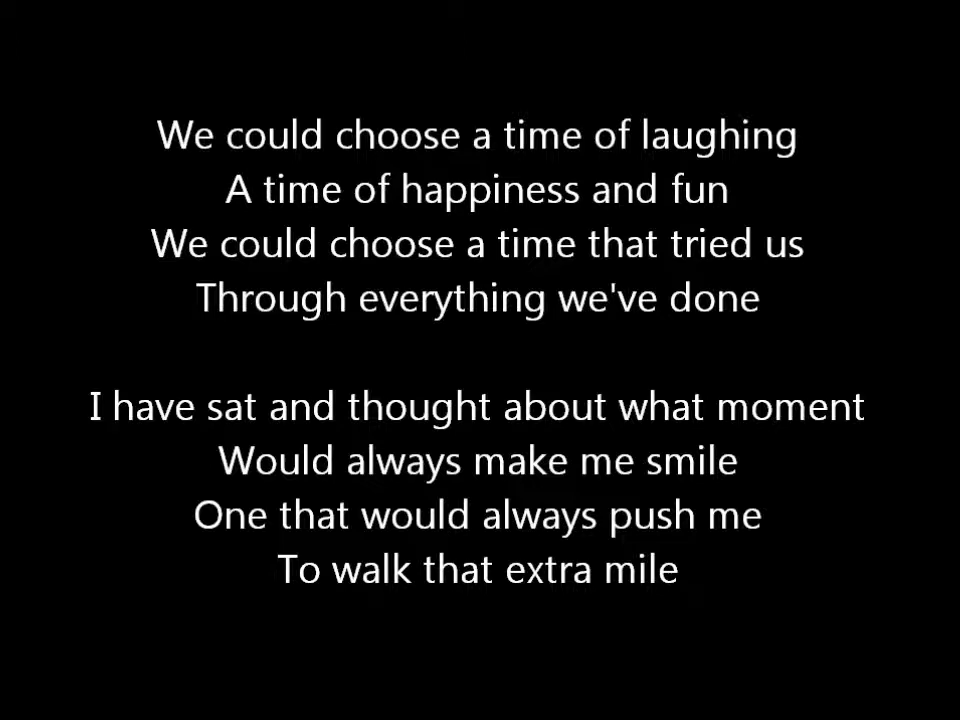 We could choose a time of laughing
A time of happiness and fun
We could choose a time that tried us
Through everything we've done
I have sat and thought about what moment
Would always make me smile
One that would always push me
To walk that extra mile